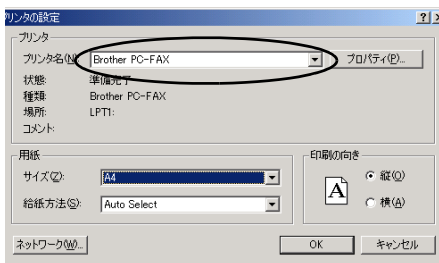 プリンタの設定
プリンタ
プリンタ名(N): Brother PC-FAX プロパティ(P)...
状態: 準備完了
種類: Brother PC-FAX
場所: LPT1:
コメント:
用紙
サイズ(Z): A4
給紙方法(S): Auto Select
印刷の向き
A
縦(O)
横(A)
ネットワーク(W)... OK キャンセル